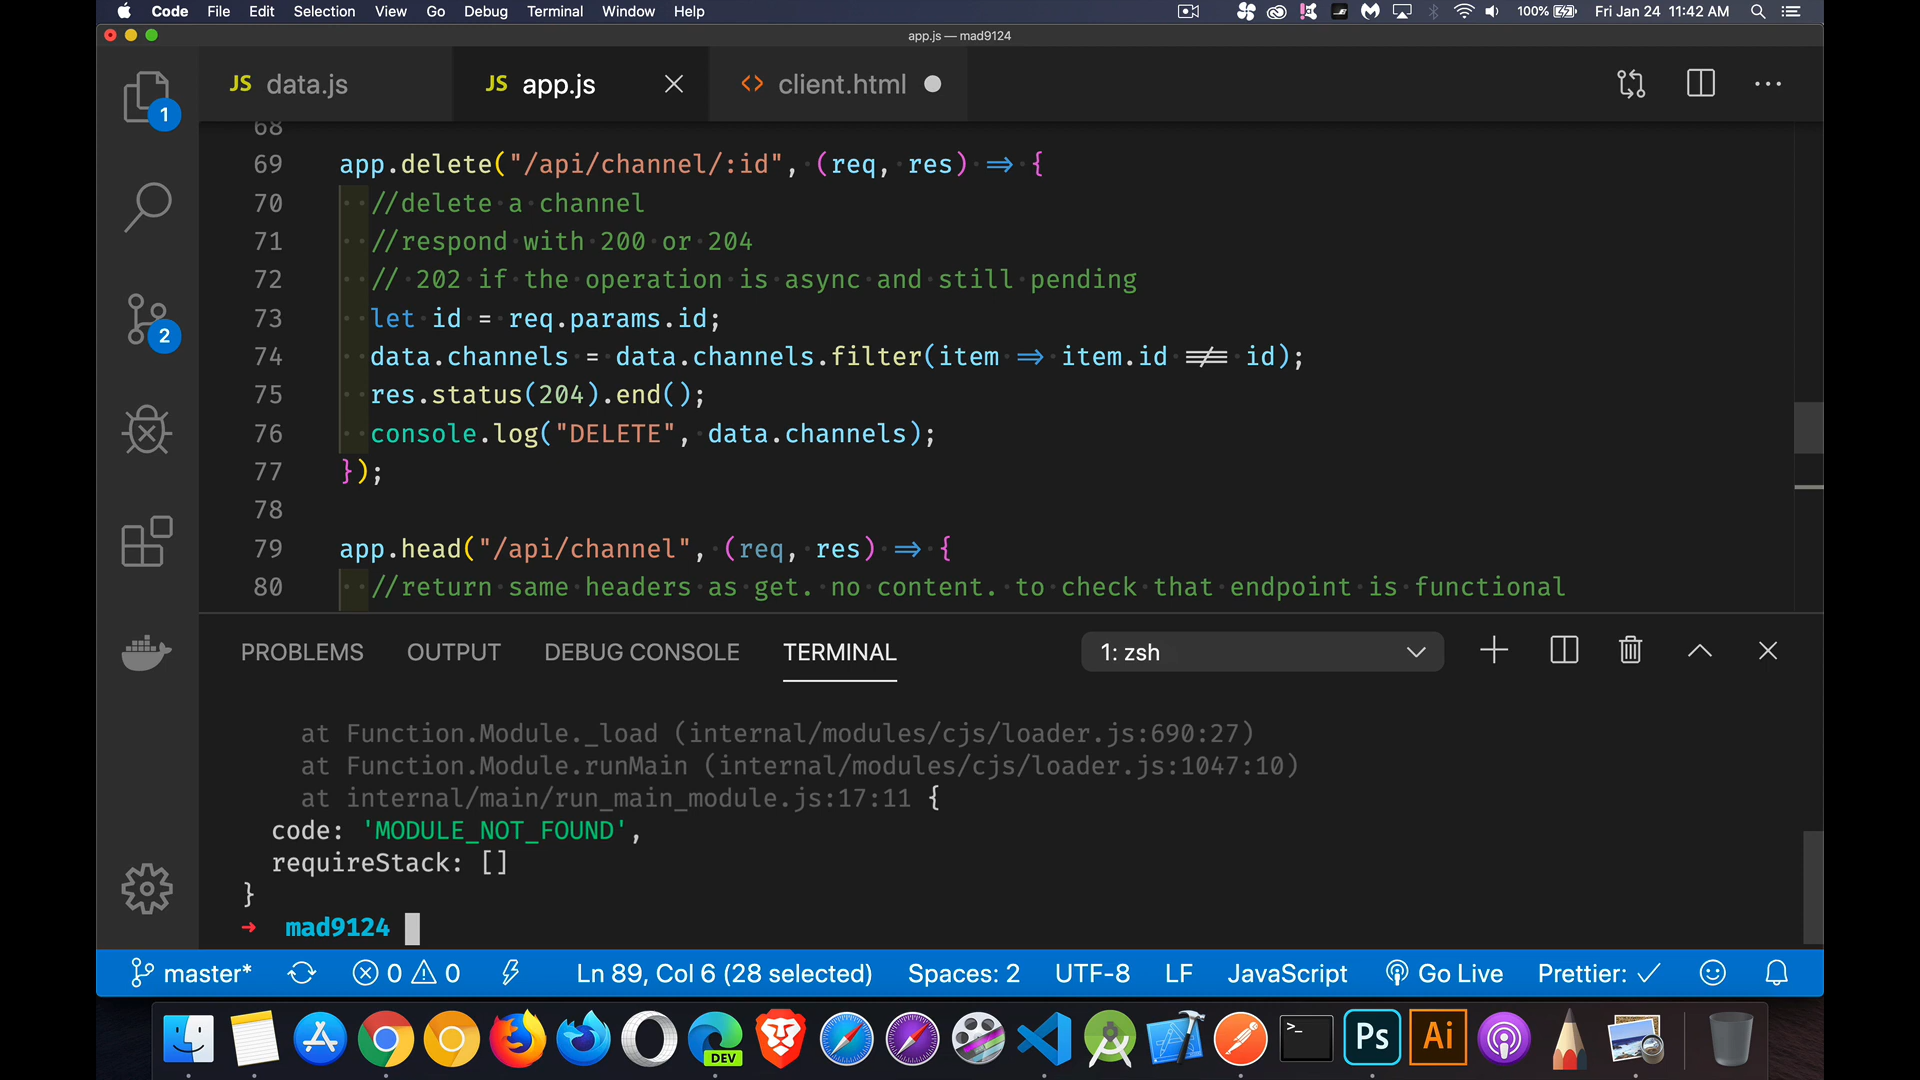 Code File Edit Selection View Go Debug Terminal Window Help 100% Fri Jan 24 11:42 AM
app.js — mad9124
JS data.js JS app.js <> client.html
1
68
69 app.delete("/api/channel/:id", (req, res) => {
70 //delete a channel
71 //respond with 200 or 204
72 // 202 if the operation is async and still pending
73 let id = req.params.id;
74 data.channels = data.channels.filter(item => item.id !== id);
75 res.status(204).end();
76 console.log("DELETE", data.channels);
77 });
78
79 app.head("/api/channel", (req, res) => {
80 //return same headers as get. no content. to check that endpoint is functional
2
PROBLEMS OUTPUT DEBUG CONSOLE TERMINAL 1: zsh
at Function.Module._load (internal/modules/cjs/loader.js:690:27)
at Function.Module.runMain (internal/modules/cjs/loader.js:1047:10)
at internal/main/run_main_module.js:17:11 {
code: 'MODULE_NOT_FOUND',
requireStack: []
}
➜ mad9124
master* 0 0 Ln 89, Col 6 (28 selected) Spaces: 2 UTF-8 LF JavaScript Go Live Prettier: ✓
DEV >_ Ps Ai